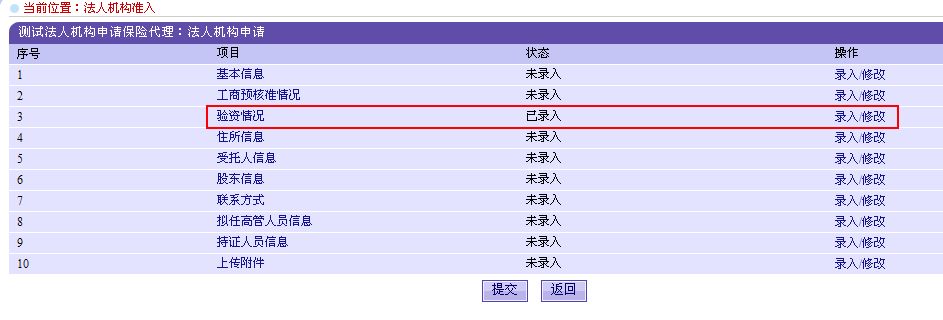 当前位置：法人机构准入
测试法人机构申请保险代理：法人机构申请
序号 项目 状态 操作
1 基本信息 未录入 录入/修改
2 工商预核准情况 未录入 录入/修改
3 验资情况 已录入 录入/修改
4 住所信息 未录入 录入/修改
5 受托人信息 未录入 录入/修改
6 股东信息 未录入 录入/修改
7 联系方式 未录入 录入/修改
8 拟任高管人员信息 未录入 录入/修改
9 持证人员信息 未录入 录入/修改
10 上传附件 未录入 录入/修改
提交 返回